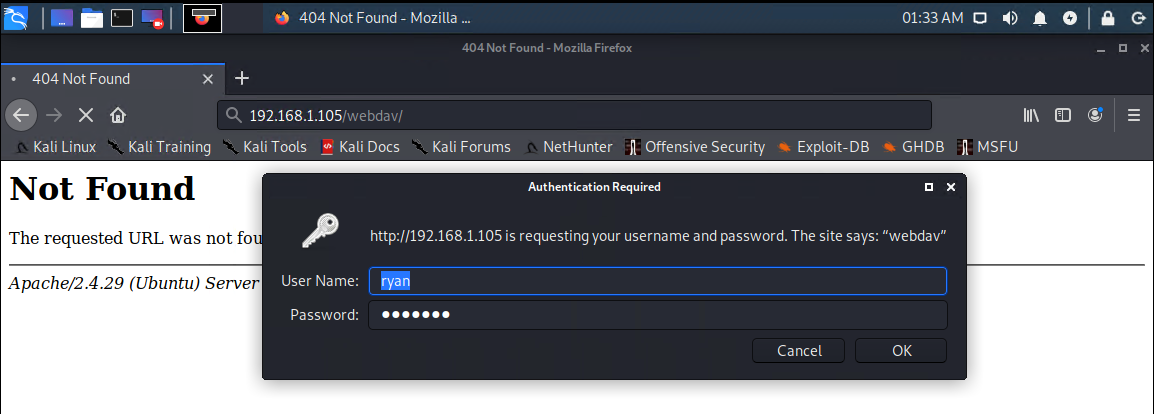 404 Not Found - Mozilla ...
01:33 AM
404 Not Found - Mozilla Firefox
404 Not Found
192.168.1.105/webdav/
Kali Linux Kali Training Kali Tools Kali Docs Kali Forums NetHunter Offensive Security Exploit-DB GHDB MSFU
Not Found
The requested URL was not fou
Apache/2.4.29 (Ubuntu) Server
Authentication Required
http://192.168.1.105 is requesting your username and password. The site says: “webdav”
User Name: ryan
Password: •••••••
Cancel OK